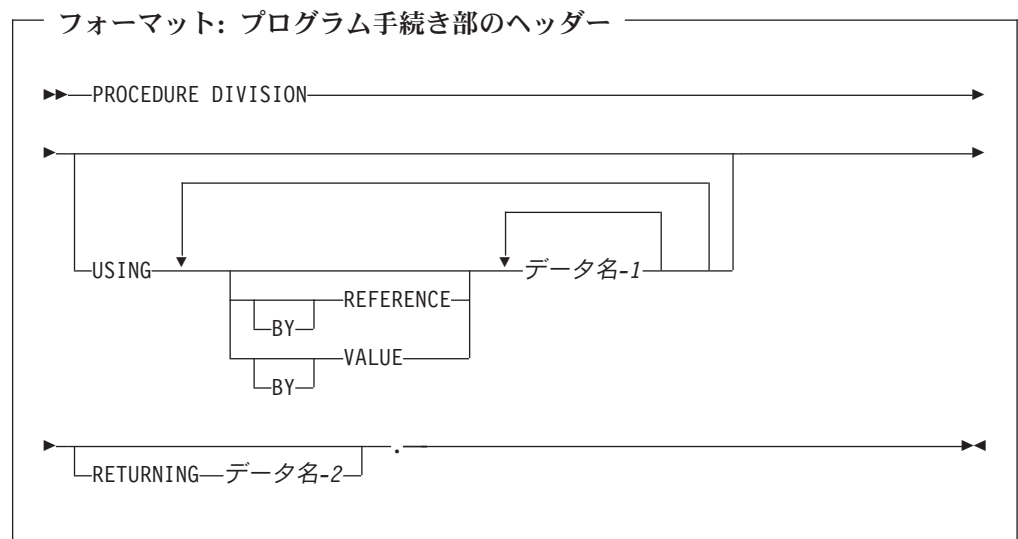 フォーマット: プログラム手続き部のヘッダー
PROCEDURE DIVISION
USING データ名-1
REFERENCE
BY
VALUE
BY
.
RETURNING データ名-2